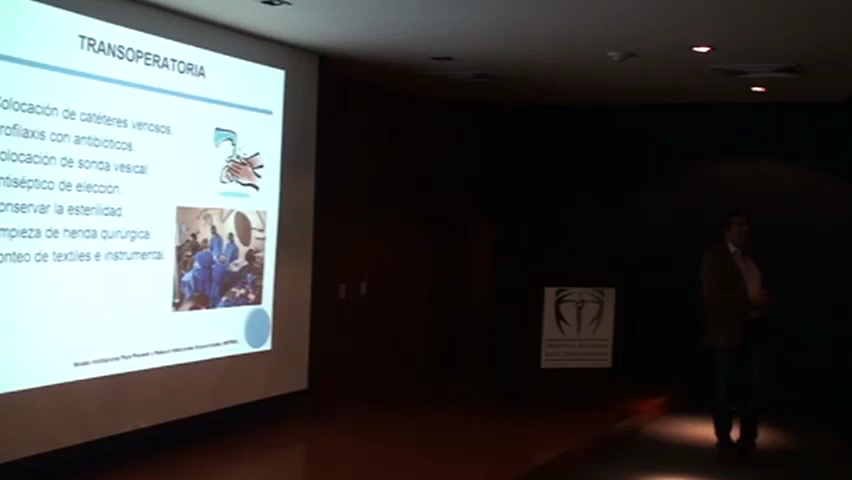 TRANSOPERATORIA
olocación de catéteres venosos.
rofilaxis con antibióticos.
olocación de sonda vesical.
ntiséptico de elección.
onservar la esterilidad.
mpieza de herida quirúrgica.
onteo de textiles e instrumental.